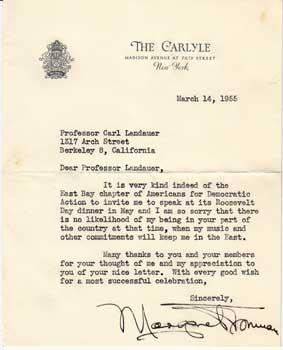 THE CARLYLE
MADISON AVENUE AT 76TH STREET
New York
March 14, 1955
Professor Carl Landauer
1317 Arch Street
Berkeley 8, California
Dear Professor Landauer,
It is very kind indeed of the
East Bay chapter of Americans for Democratic
Action to invite me to speak at its Roosevelt
Day dinner in May and I am so sorry that there
is no likelihood of my being in your part of
the country at that time, when my music and
other commitments will keep me in the East.
Many thanks to you and your members
for your thought of me and my appreciation to
you of your nice letter. With every good wish
for a most successful celebration,
Sincerely,
Margaret Truman